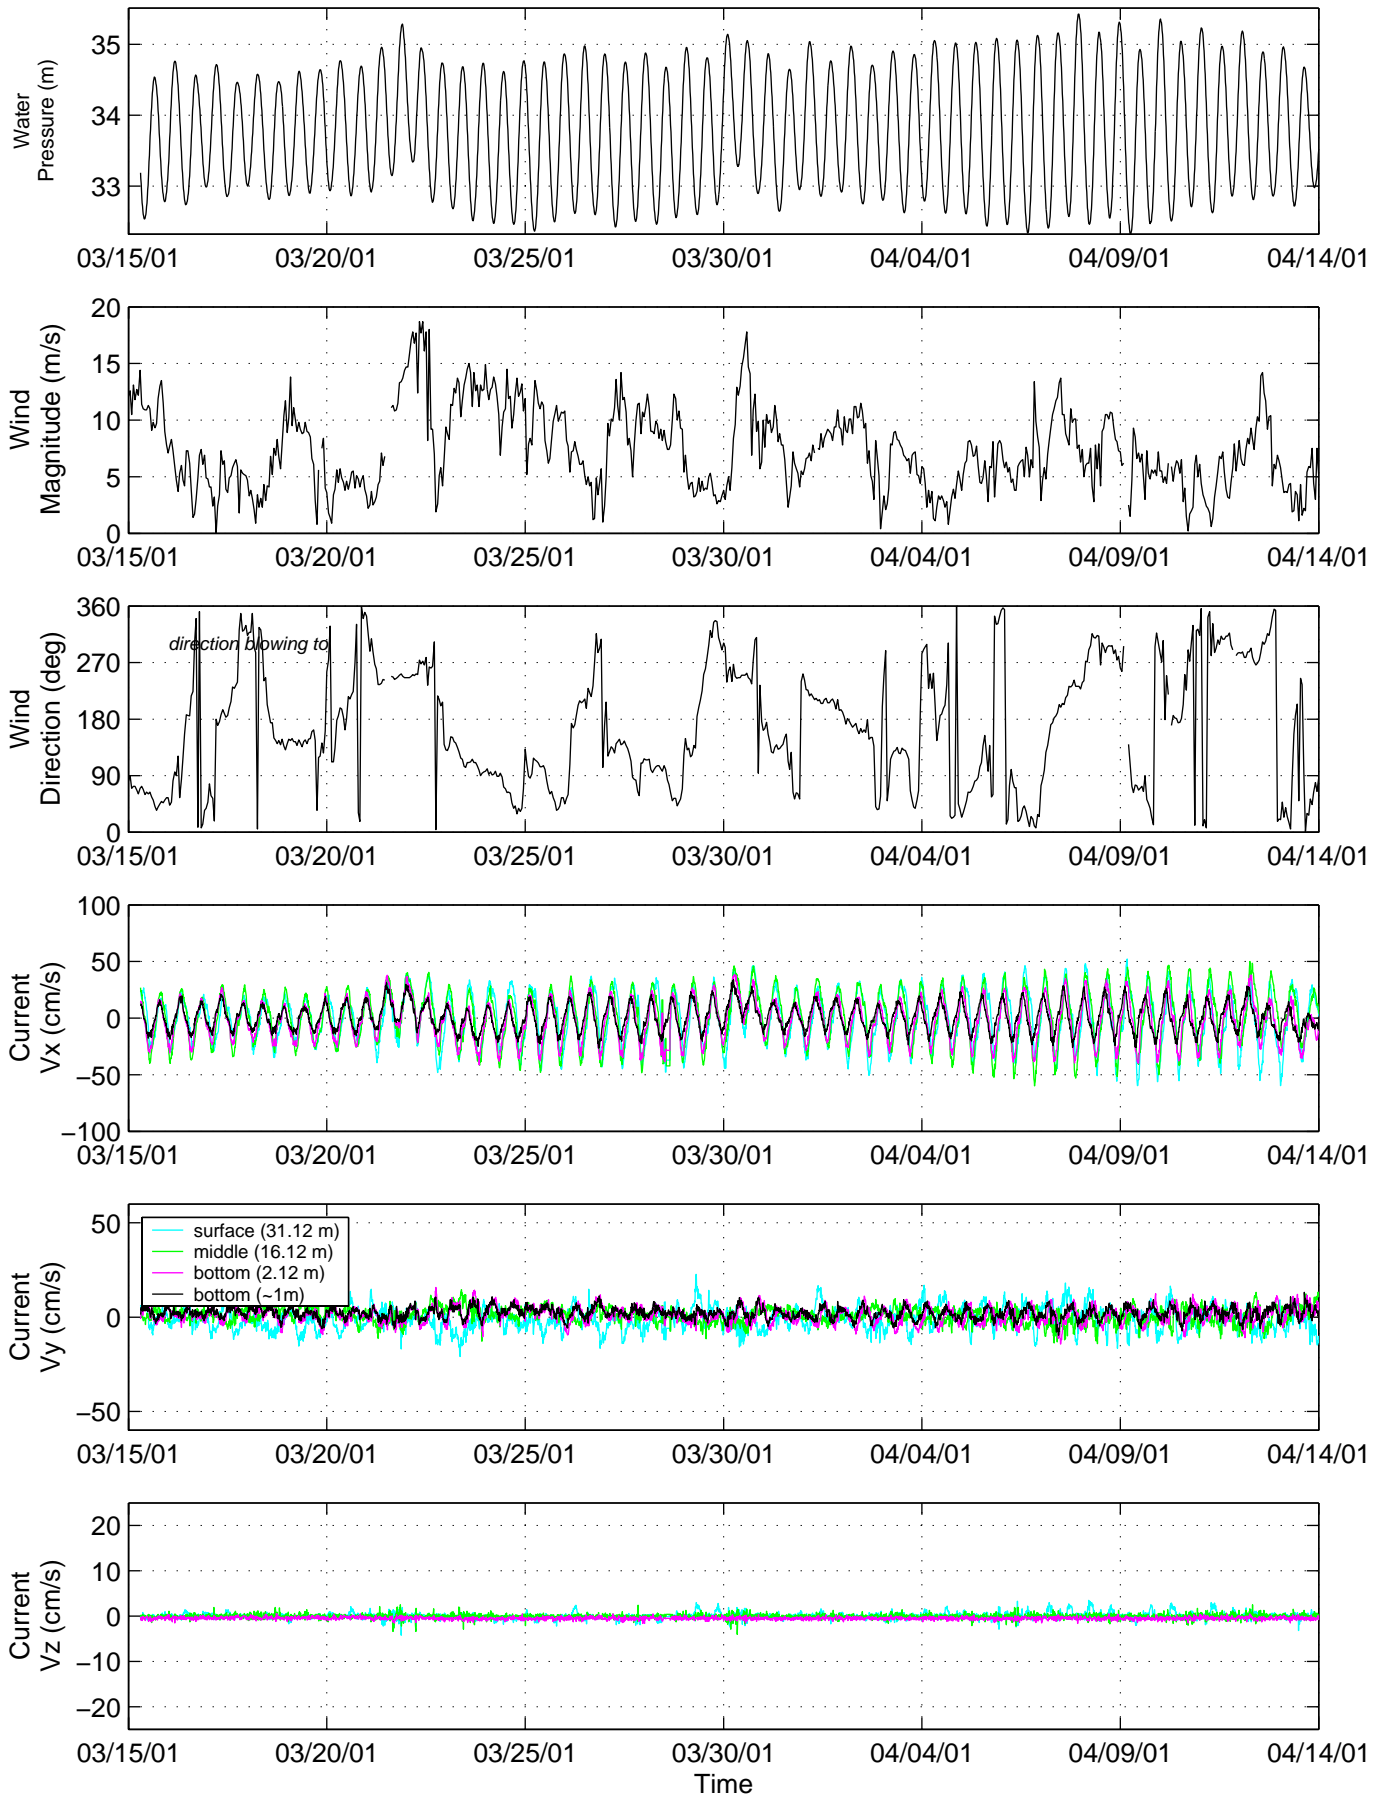 35
34
33
Water
Pressure (m)
03/15/01 03/20/01 03/25/01 03/30/01 04/04/01 04/09/01 04/14/01
20
15
10
5
0
Wind
Magnitude (m/s)
03/15/01 03/20/01 03/25/01 03/30/01 04/04/01 04/09/01 04/14/01
360
270
180
90
0
Wind
Direction (deg)
direction blowing to
03/15/01 03/20/01 03/25/01 03/30/01 04/04/01 04/09/01 04/14/01
100
50
0
−50
−100
Current
Vx (cm/s)
03/15/01 03/20/01 03/25/01 03/30/01 04/04/01 04/09/01 04/14/01
50
0
−50
Current
Vy (cm/s)
surface (31.12 m)
middle (16.12 m)
bottom (2.12 m)
bottom (~1m)
03/15/01 03/20/01 03/25/01 03/30/01 04/04/01 04/09/01 04/14/01
20
10
0
−10
−20
Current
Vz (cm/s)
03/15/01 03/20/01 03/25/01 03/30/01 04/04/01 04/09/01 04/14/01
Time